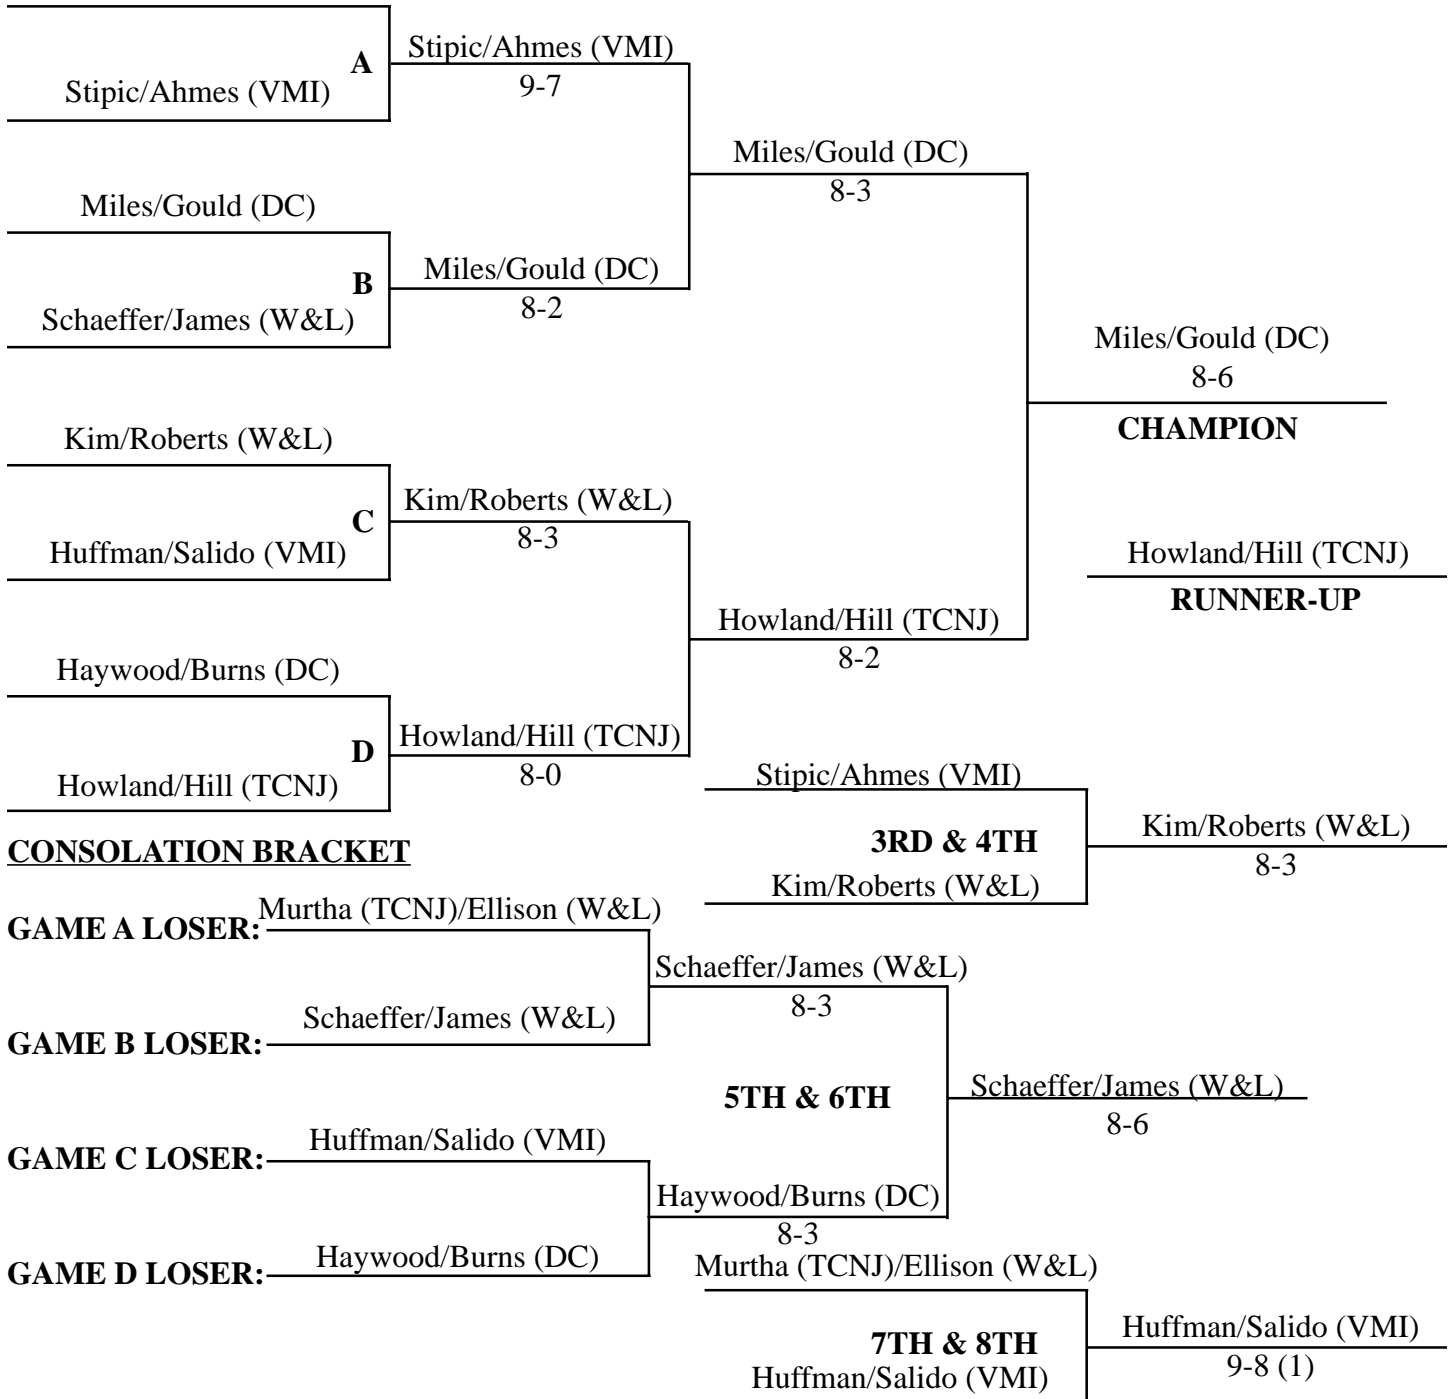 Stipic/Ahmes (VMI)
A
9-7
Stipic/Ahmes (VMI)
Miles/Gould (DC)
8-3
Miles/Gould (DC)
Miles/Gould (DC)
B
8-2
Schaeffer/James (W&L)
Miles/Gould (DC)
8-6
CHAMPION
Kim/Roberts (W&L)
Kim/Roberts (W&L)
C
8-3
Huffman/Salido (VMI)
Howland/Hill (TCNJ)
RUNNER-UP
Howland/Hill (TCNJ)
8-2
Haywood/Burns (DC)
Howland/Hill (TCNJ)
D
8-0
Howland/Hill (TCNJ)
Stipic/Ahmes (VMI)
3RD & 4TH
Kim/Roberts (W&L)
Kim/Roberts (W&L)
8-3
CONSOLATION BRACKET
GAME A LOSER: Murtha (TCNJ)/Ellison (W&L)
Schaeffer/James (W&L)
8-3
GAME B LOSER: Schaeffer/James (W&L)
5TH & 6TH
Schaeffer/James (W&L)
8-6
GAME C LOSER: Huffman/Salido (VMI)
Haywood/Burns (DC)
8-3
GAME D LOSER: Haywood/Burns (DC)
Murtha (TCNJ)/Ellison (W&L)
7TH & 8TH
Huffman/Salido (VMI)
Huffman/Salido (VMI)
9-8 (1)